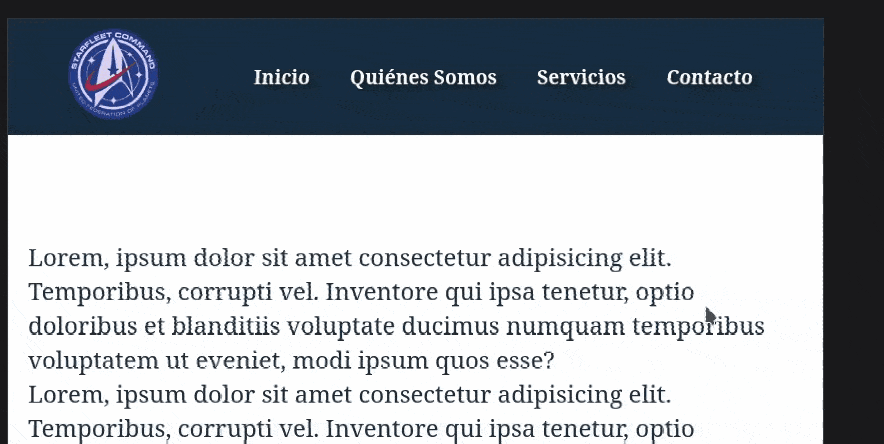 STARFLEET COMMAND
UNITED FEDERATION OF PLANETS
Inicio Quiénes Somos Servicios Contacto
Lorem, ipsum dolor sit amet consectetur adipisicing elit.
Temporibus, corrupti vel. Inventore qui ipsa tenetur, optio
doloribus et blanditiis voluptate ducimus numquam temporibus
voluptatem ut eveniet, modi ipsum quos esse?
Lorem, ipsum dolor sit amet consectetur adipisicing elit.
Temporibus, corrupti vel. Inventore qui ipsa tenetur, optio